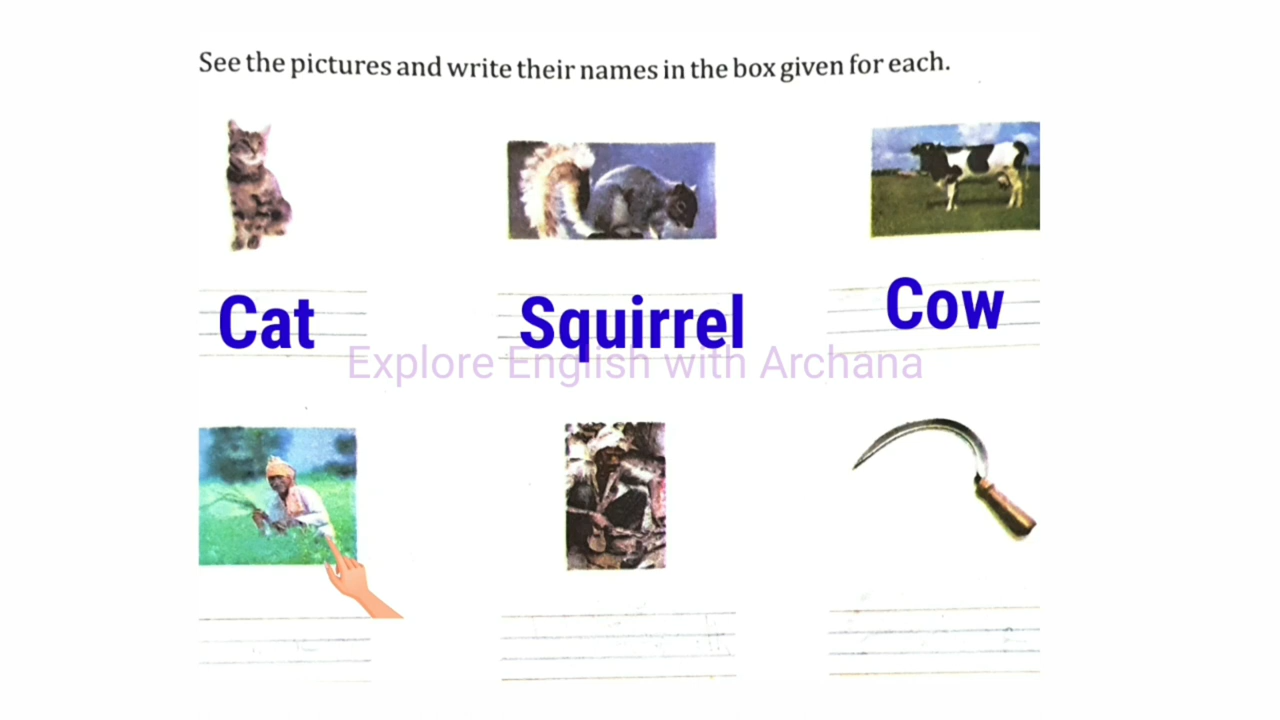 See the pictures and write their names in the box given for each.
Cat Squirrel Cow
Explore English with Archana